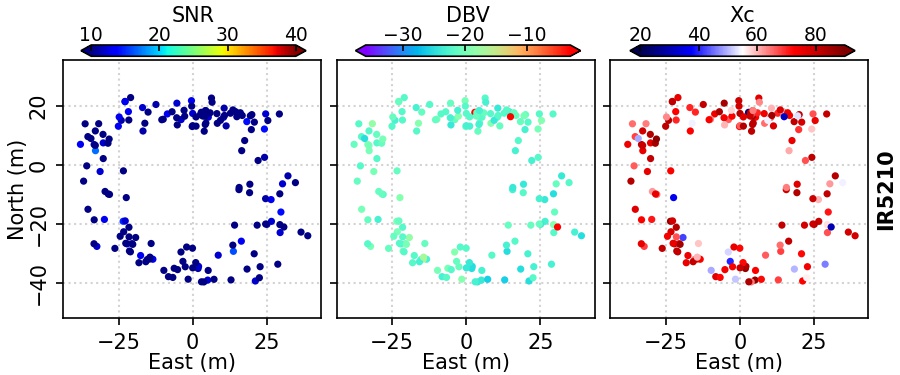 SNR DBV Xc
10 20 30 40 −30 −20 −10 20 40 60 80
20
0
−20
−40
North (m)
−25 0 25 −25 0 25 −25 0 25
East (m) East (m) East (m)
IR5210